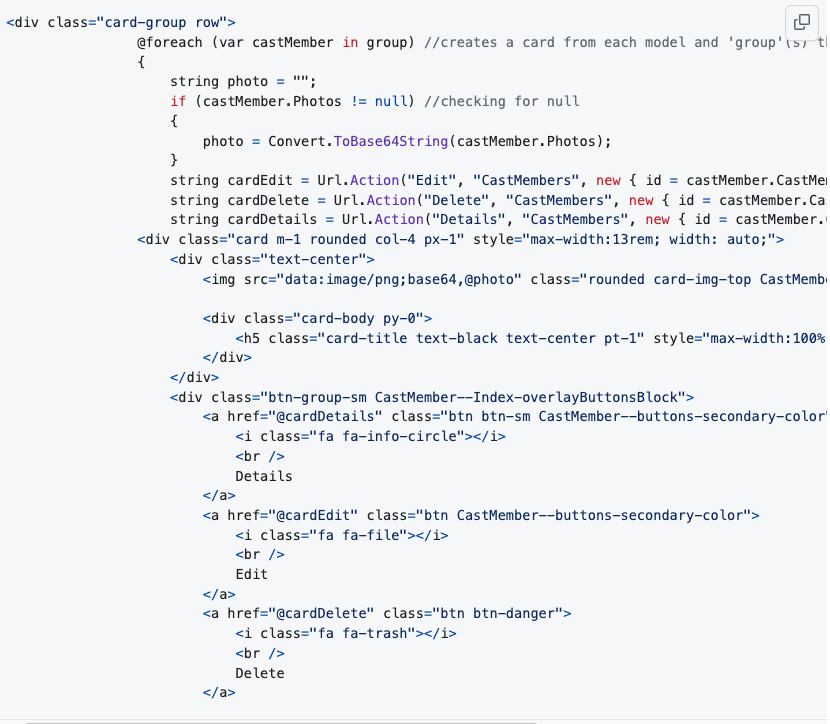 <div class="card-group row">
@foreach (var castMember in group) //creates a card from each model and 'group'(s)
{
string photo = "";
if (castMember.Photos != null) //checking for null
{
photo = Convert.ToBase64String(castMember.Photos);
}
string cardEdit = Url.Action("Edit", "CastMembers", new { id = castMember.CastMe
string cardDelete = Url.Action("Delete", "CastMembers", new { id = castMember.Ca
string cardDetails = Url.Action("Details", "CastMembers", new { id = castMember.
<div class="card m-1 rounded col-4 px-1" style="max-width:13rem; width: auto;">
<div class="text-center">
<img src="data:image/png;base64,@photo" class="rounded card-img-top CastMemb
<div class="card-body py-0">
<h5 class="card-title text-black text-center pt-1" style="max-width:100%
</div>
</div>
<div class="btn-group-sm CastMember--Index-overlayButtonsBlock">
<a href="@cardDetails" class="btn btn-sm CastMember--buttons-secondary-color"
<i class="fa fa-info-circle"></i>
<br />
Details
</a>
<a href="@cardEdit" class="btn CastMember--buttons-secondary-color">
<i class="fa fa-file"></i>
<br />
Edit
</a>
<a href="@cardDelete" class="btn btn-danger">
<i class="fa fa-trash"></i>
<br />
Delete
</a>